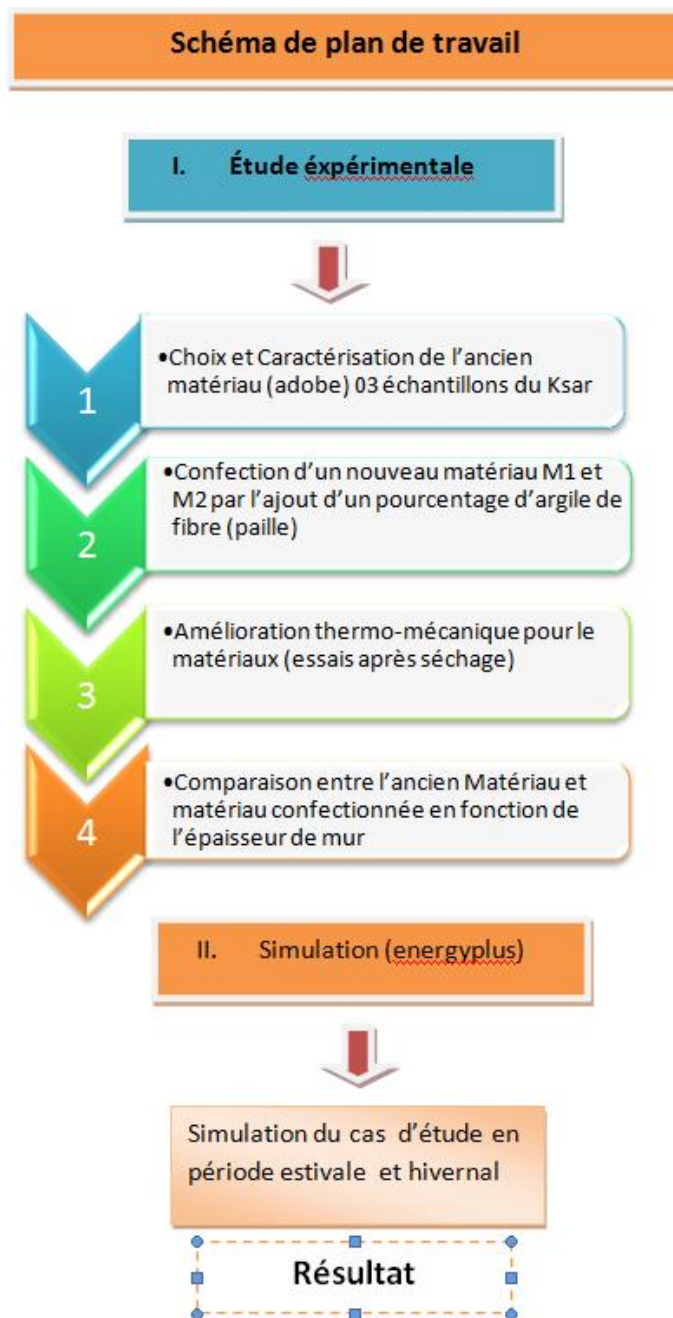 Schéma de plan de travail
I. Étude éxpérimentale
1
•Choix et Caractérisation de l'ancien
matériau (adobe) 03 échantillons du Ksar
2
•Confection d'un nouveau matériau M1 et
M2 par l'ajout d'un pourcentage d'argile de
fibre (paille)
3
•Amélioration thermo-mécanique pour le
matériaux (essais après séchage)
4
•Comparaison entre l'ancien Matériau et
matériau confectionnée en fonction de
l'épaisseur de mur
II. Simulation (energyplus)
Simulation du cas d'étude en
période estivale et hivernal
Résultat